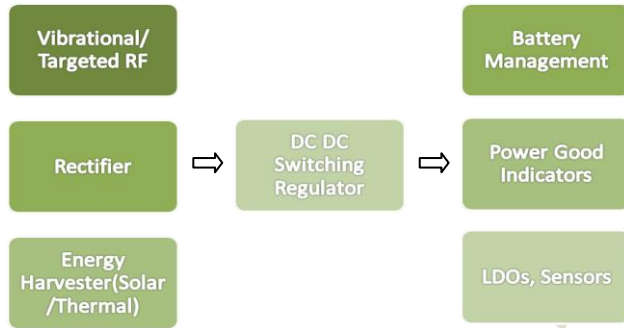 Vibrational/
Targeted RF
Rectifier
Energy
Harvester(Solar
/Thermal)
DC DC
Switching
Regulator
Battery
Management
Power Good
Indicators
LDOs, Sensors